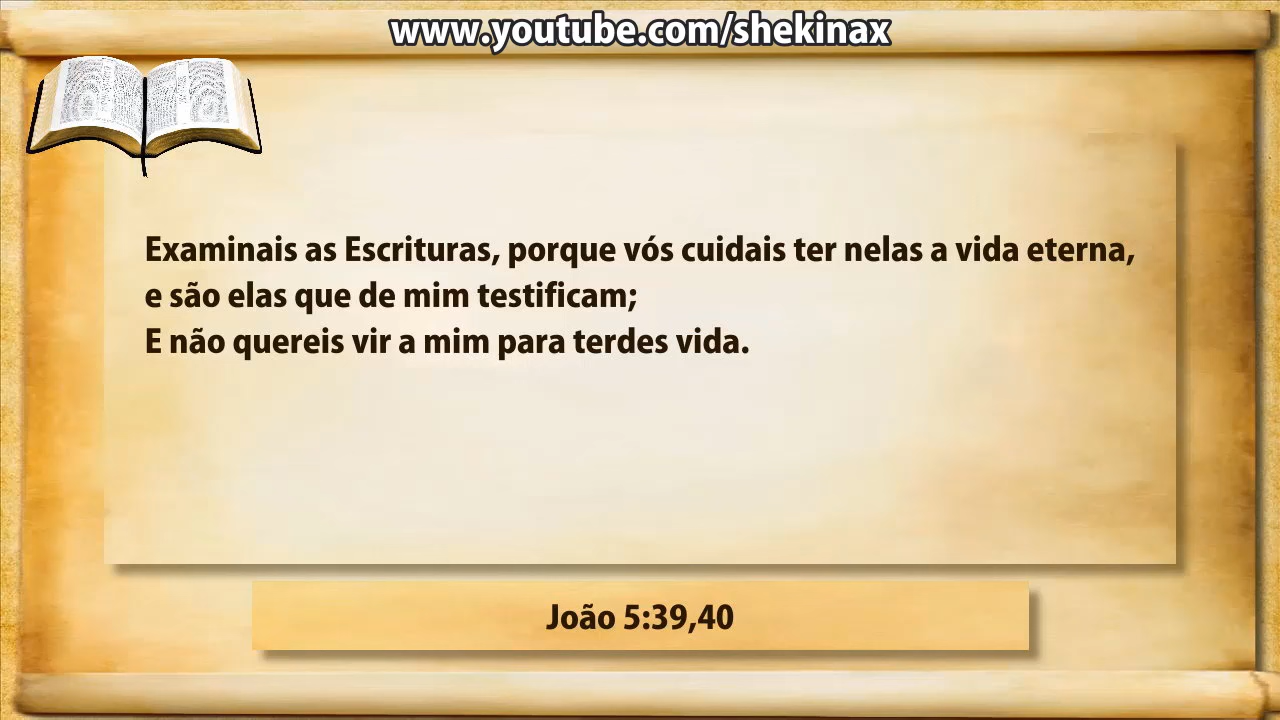 www.youtube.com/shekinax
Examinais as Escrituras, porque vós cuidais ter nelas a vida eterna,
e são elas que de mim testificam;
E não quereis vir a mim para terdes vida.
João 5:39,40